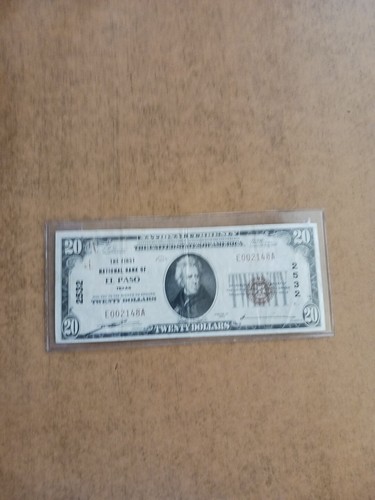 20
NATIONAL CURRENCY
20
THE UNITED STATES OF AMERICA
THE FIRST
NATIONAL BANK OF
EL PASO
TEXAS
TWENTY DOLLARS
E002148A
E002148A
2532
2532
20
TWENTY DOLLARS
20